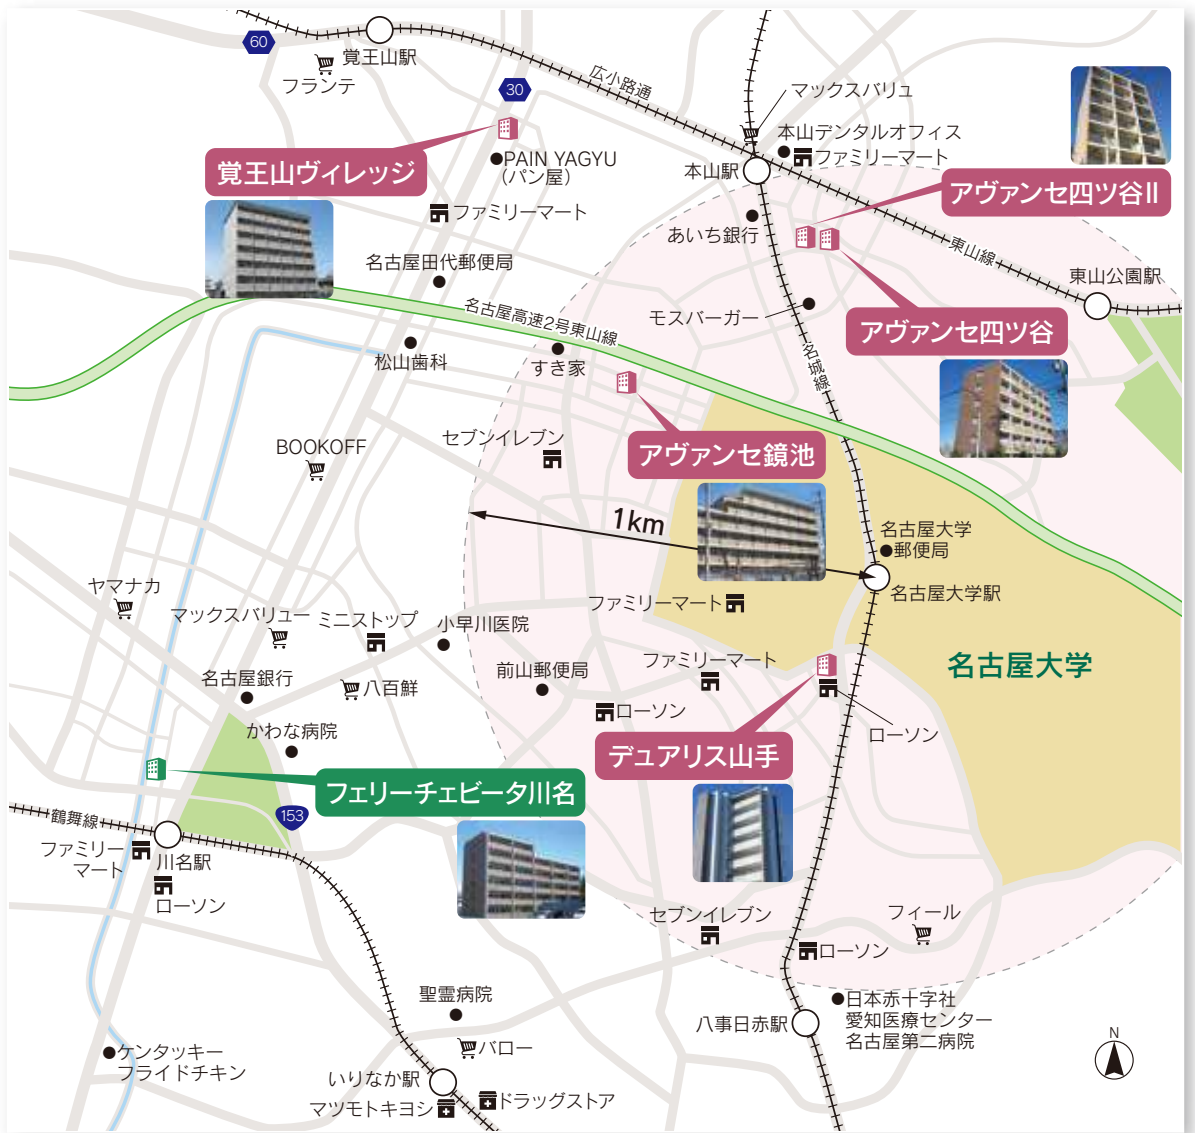 60
覚王山駅
フランテ
広小路通
30
マックスバリュ
本山デンタルオフィス
ファミリーマート
本山駅
PAIN YAGYU
（パン屋）
覚王山ヴィレッジ
アヴァンセ四ツ谷II
ファミリーマート
あいち銀行
東山線
名古屋田代郵便局
東山公園駅
名古屋高速2号東山線
モスバーガー
アヴァンセ四ツ谷
松山歯科
すき家
名城線
セブンイレブン
アヴァンセ鏡池
BOOKOFF
1km
名古屋大学
郵便局
名古屋大学駅
ヤマナカ
ファミリーマート
マックスバリュー
ミニストップ
小早川医院
前山郵便局
ファミリーマート
名古屋大学
名古屋銀行
八百鮮
ローソン
ローソン
かわな病院
デュアリス山手
フェリーチェビータ川名
153
鶴舞線
ファミリー
マート
川名駅
ローソン
セブンイレブン
フィール
ローソン
聖霊病院
日本赤十字社
愛知医療センター
名古屋第二病院
八事日赤駅
バロー
ケンタッキー
フライドチキン
いりなか駅
マツモトキヨシ
ドラッグストア
N